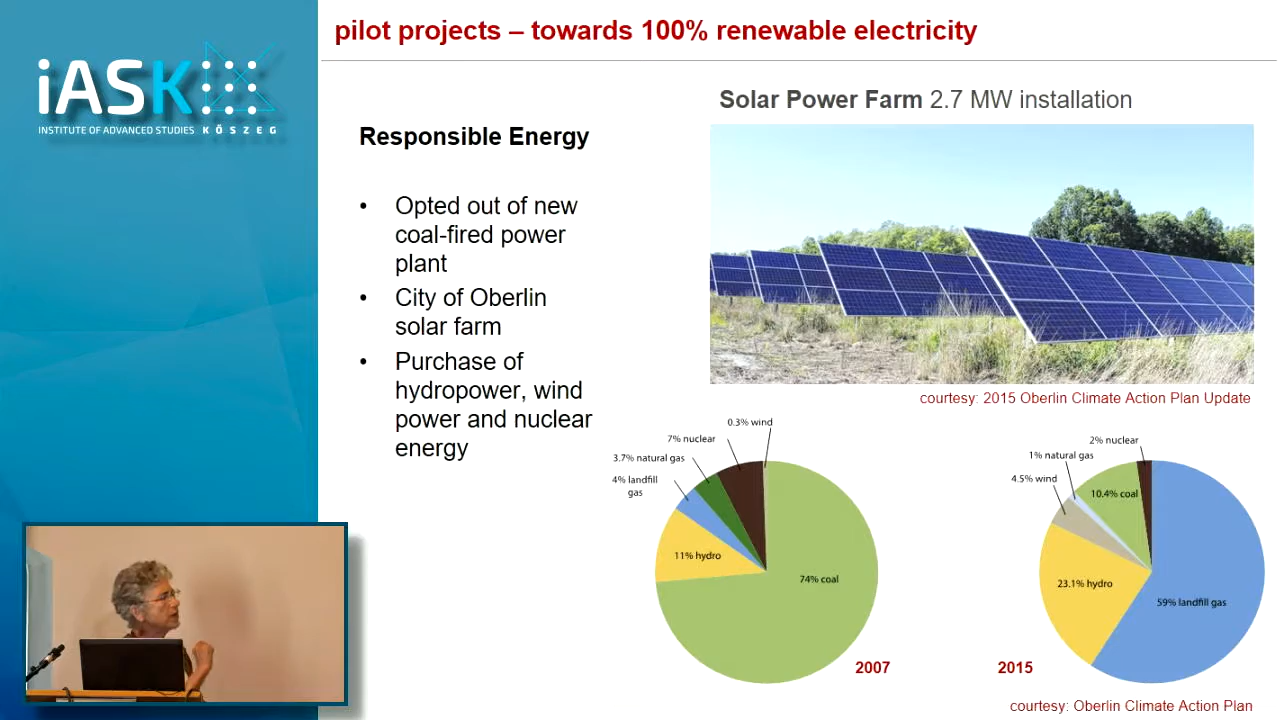 pilot projects – towards 100% renewable electricity
iASK
INSTITUTE OF ADVANCED STUDIES KŐSZEG
Solar Power Farm 2.7 MW installation
Responsible Energy
• Opted out of new
coal-fired power
plant
• City of Oberlin
solar farm
• Purchase of
hydropower, wind
power and nuclear
energy
courtesy: 2015 Oberlin Climate Action Plan Update
0.3% wind
7% nuclear
3.7% natural gas
4% landfill
gas
11% hydro
74% coal
2007
2% nuclear
1% natural gas
4.5% wind
10.4% coal
23.1% hydro
59% landfill gas
2015
courtesy: Oberlin Climate Action Plan